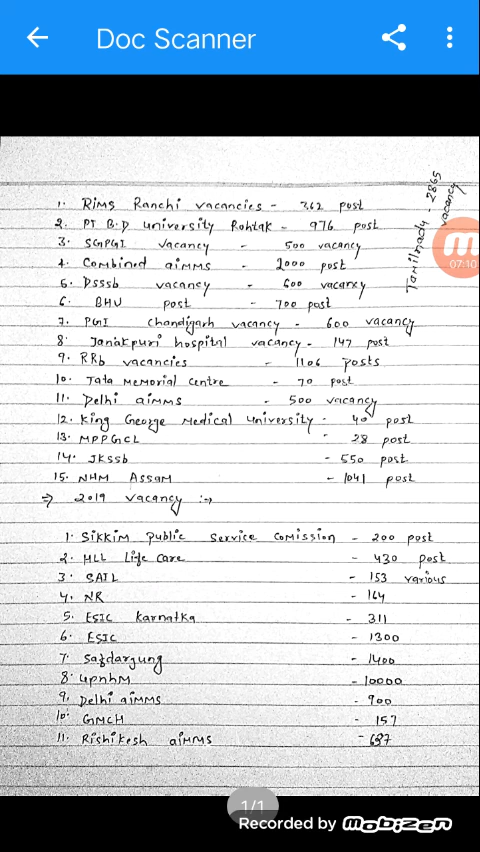 Doc Scanner
Tamilnadu - 2865
vacancy
07:10
1. RIMS Ranchi vacancies - 362 post
2. PT B.D university Rohtak - 976 post
3. SGPGI vacancy - 500 vacancy
4. Combined aiMMS - 2000 post
5. DSSSb vacancy - 600 vacancy
6. BHU post - 700 post
7. PGI chandigarh vacancy - 600 vacancy
8. Janakpuri hospital vacancy - 147 post
9. RRb vacancies - 1106 posts
10. Tata Memorial Centre - 70 post
11. Delhi aiMMS - 500 vacancy
12. King George Medical university - 40 post
13. MPPGCL - 28 post
14. JKSSb - 550 post
15. NHM ASSAM - 1041 post
⇒ 2019 vacancy :→
1. Sikkim Public Service Comission - 200 post
2. HLL Life Care - 430 post
3. SAIL - 153 various
4. NR - 164
5. ESIC Karnatka - 311
6. ESIC - 1300
7. Safdargung - 1400
8. UPNHM - 10000
9. Delhi aiMMS - 900
10. GMCH - 157
11. Rishikesh aiMMS -
1/1
Recorded by mobizen